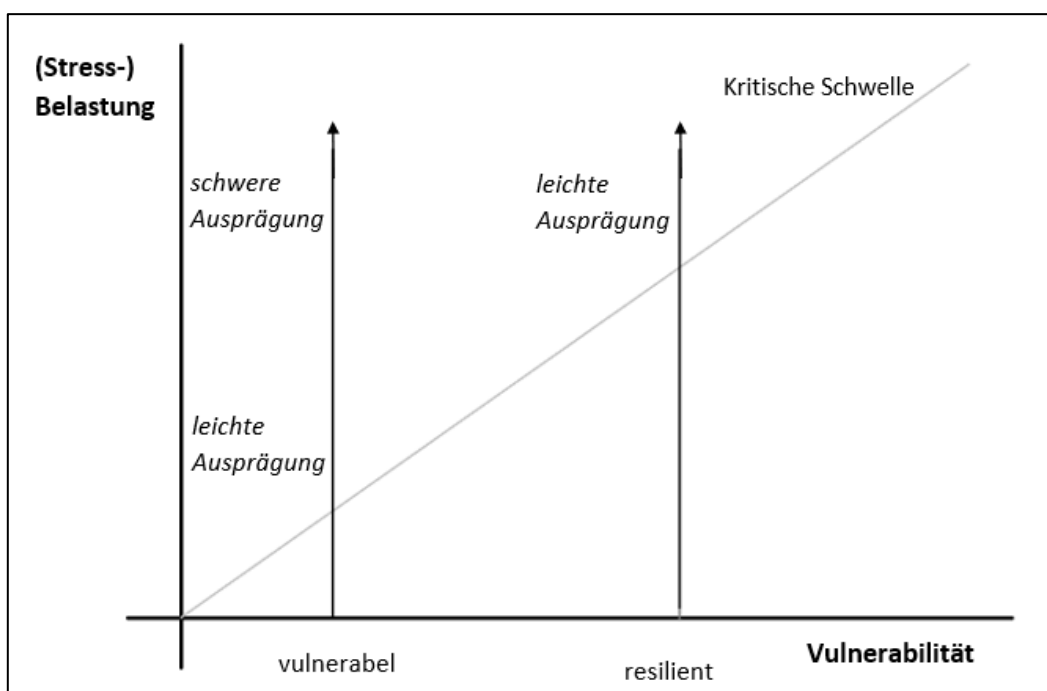 (Stress-)
Belastung
Kritische Schwelle
schwere
Ausprägung
leichte
Ausprägung
leichte
Ausprägung
vulnerabel
resilient
Vulnerabilität